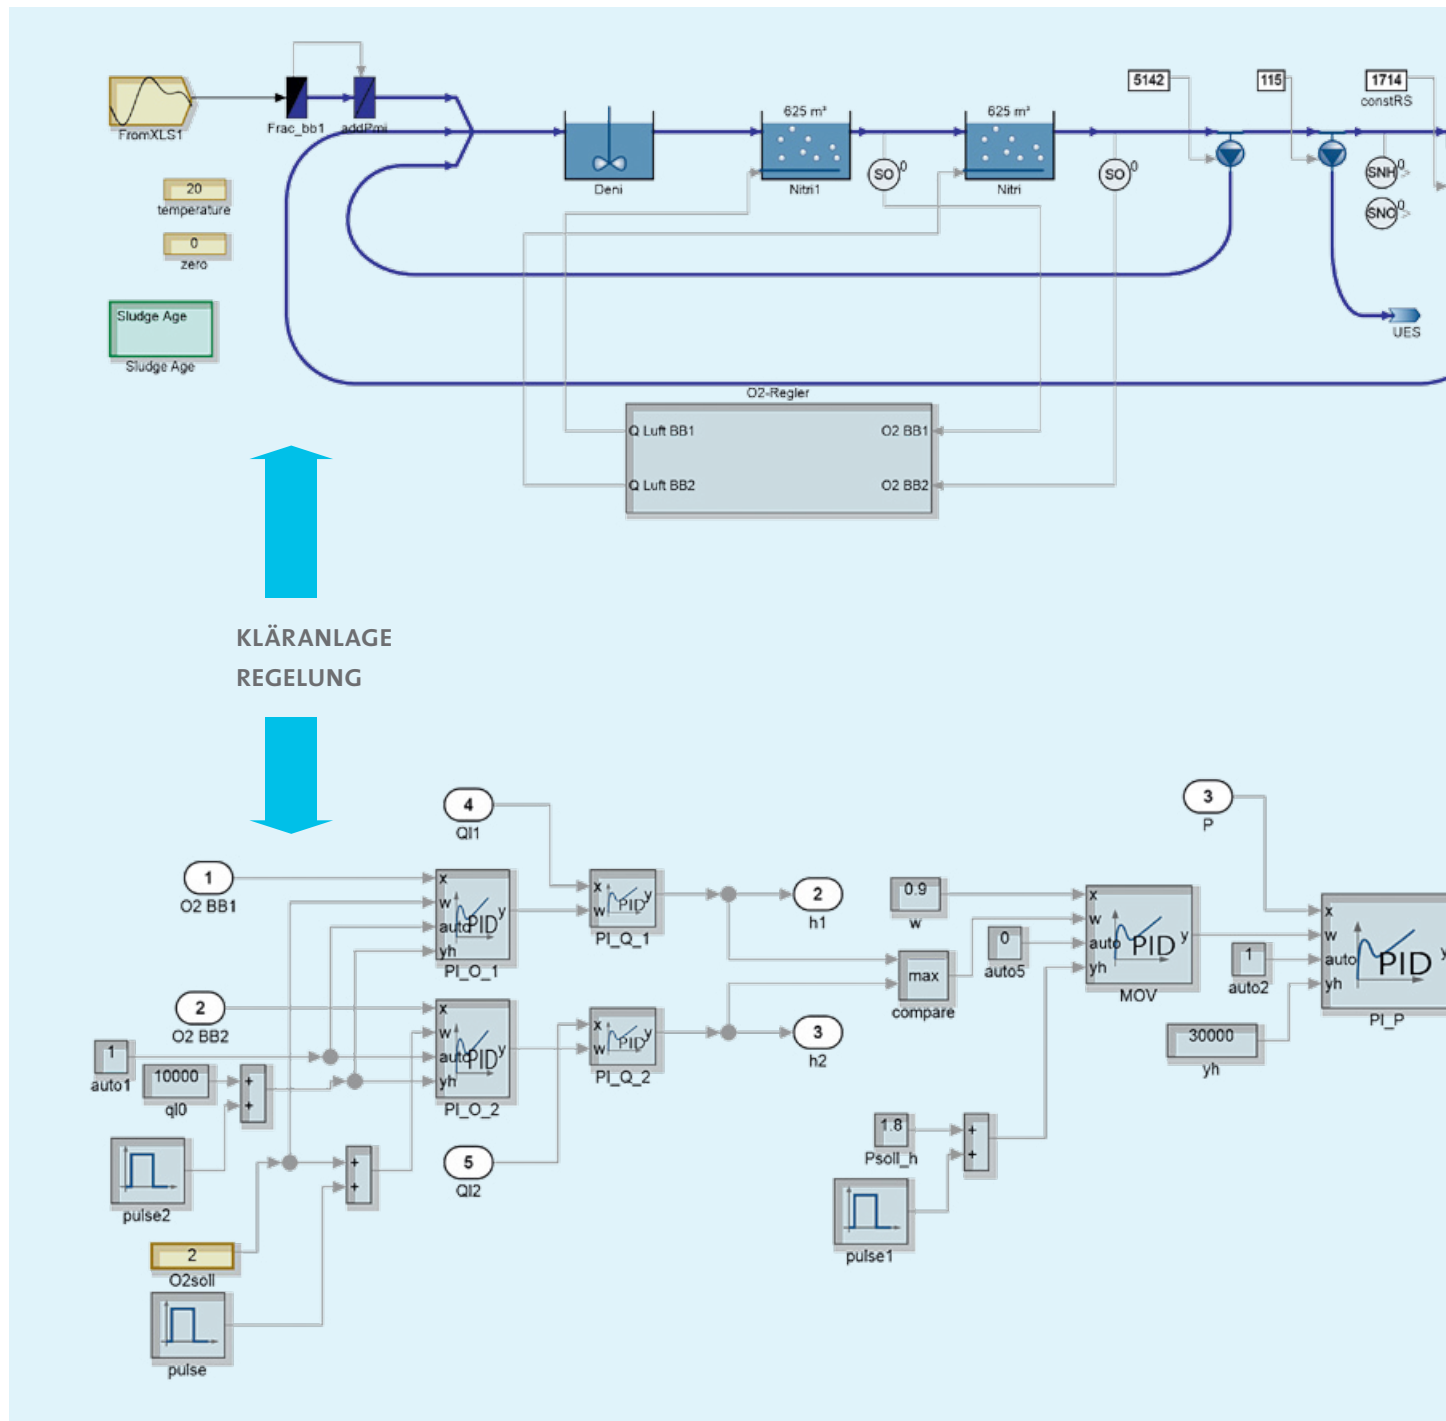 5142
115
1714
constRS
FromXLS1
Frac_bb1
addPmi
625 m³
625 m³
Deni
Nitri1
SO
0
Nitri
SO
0
SNH
0
>
SNO
0
>
20
temperature
0
zero
Sludge Age
Sludge Age
UES
O2-Regler
Q Luft BB1
O2 BB1
Q Luft BB2
O2 BB2
KLÄRANLAGE
REGELUNG
4
QI1
1
O2 BB1
x
w
auto
yh
PID
y
PI_O_1
x
w
PID
y
PI_Q_1
2
h1
2
O2 BB2
x
w
auto
yh
PID
y
PI_O_2
x
w
PID
y
PI_Q_2
3
h2
max
compare
1
auto1
10000
ql0
+
+
pulse2
+
+
2
O2soll
pulse
5
QI2
0.9
w
0
auto5
x
w
auto
yh
PID
y
MOV
3
P
1
auto2
x
w
auto
yh
PID
y
PI_P
30000
yh
1.8
Psoll_h
+
+
pulse1